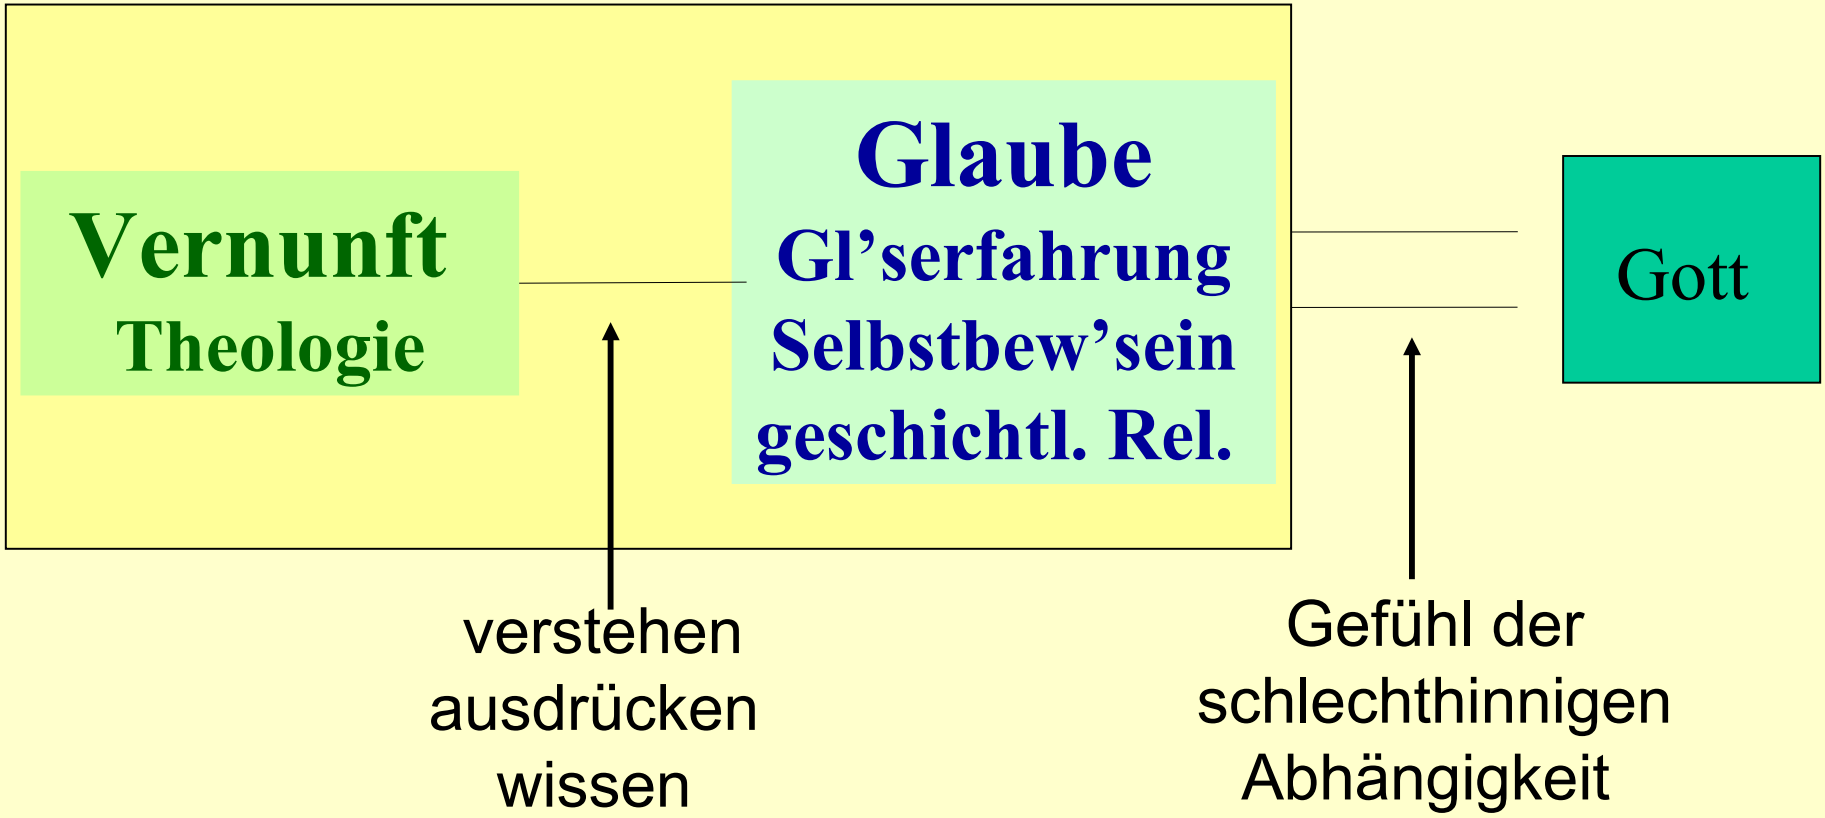 Vernunft
Theologie
Glaube
Gl’serfahrung
Selbstbew’sein
geschichtl. Rel.
Gott
verstehen
ausdrücken
wissen
Gefühl der
schlechthinnigen
Abhängigkeit